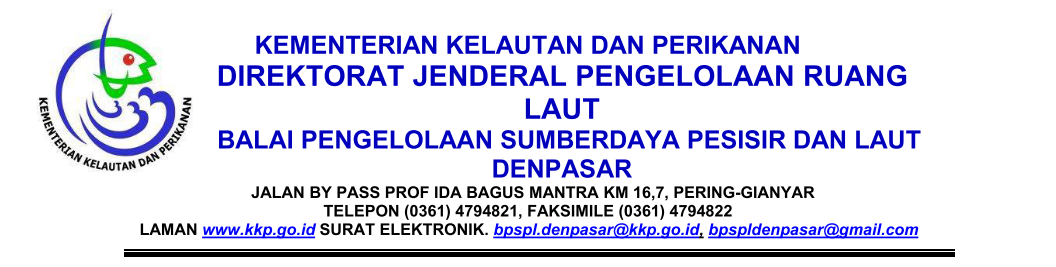 KEMENTERIAN KELAUTAN DAN PERIKANAN
KEMENTERIAN KELAUTAN DAN PERIKANAN
DIREKTORAT JENDERAL PENGELOLAAN RUANG
LAUT
BALAI PENGELOLAAN SUMBERDAYA PESISIR DAN LAUT
DENPASAR
JALAN BY PASS PROF IDA BAGUS MANTRA KM 16,7, PERING-GIANYAR
TELEPON (0361) 4794821, FAKSIMILE (0361) 4794822
LAMAN www.kkp.go.id SURAT ELEKTRONIK. bpspl.denpasar@kkp.go.id, bpspldenpasar@gmail.com